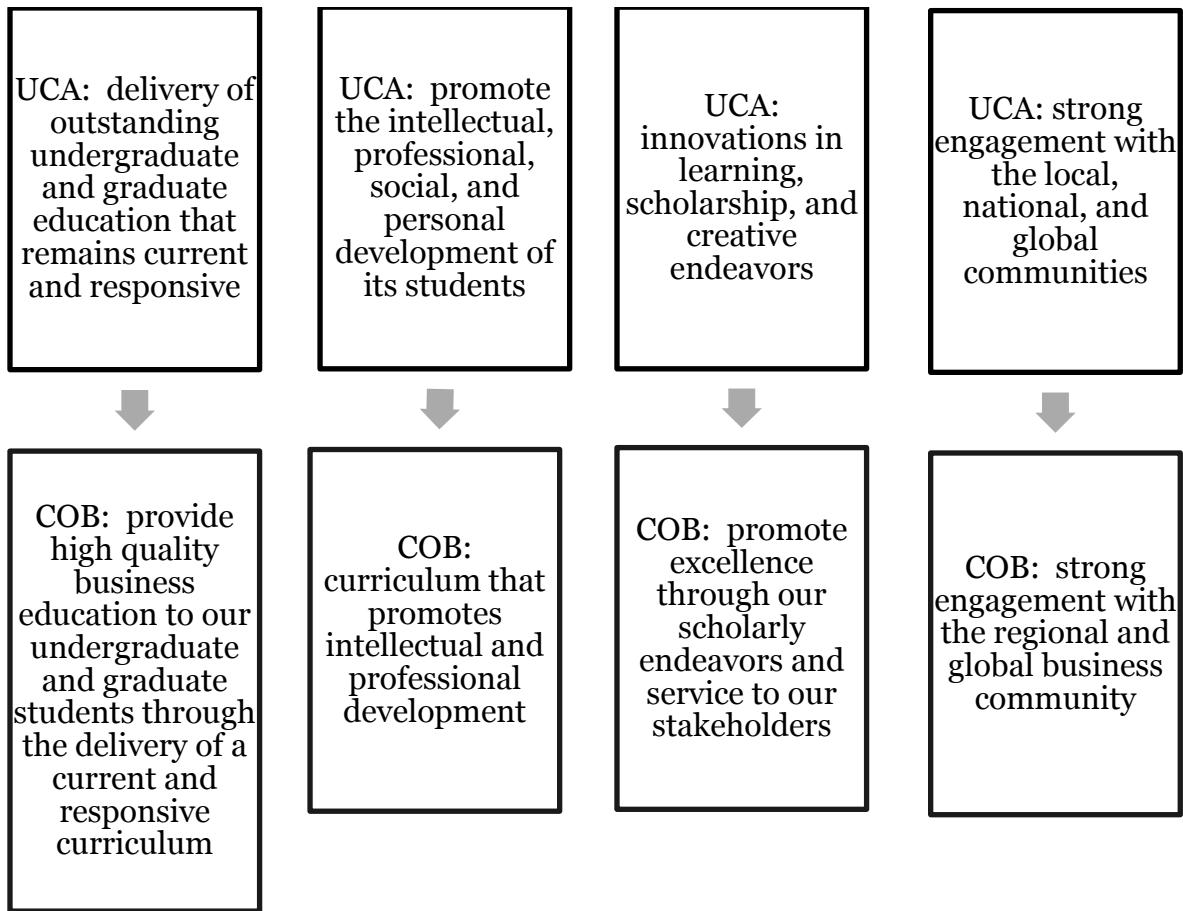 UCA:  delivery of
outstanding
undergraduate
and graduate
education that
remains current
and responsive
UCA:  promote
the intellectual,
professional,
social, and
personal
development of
its students
UCA:
innovations in
learning,
scholarship, and
creative
endeavors
UCA: strong
engagement with
the local,
national, and
global
communities
COB:  provide
high quality
business
education to our
undergraduate
and graduate
students through
the delivery of a
current and
responsive
curriculum
COB:
curriculum that
promotes
intellectual and
professional
development
COB:  promote
excellence
through our
scholarly
endeavors and
service to our
stakeholders
COB:  strong
engagement with
the regional and
global business
community